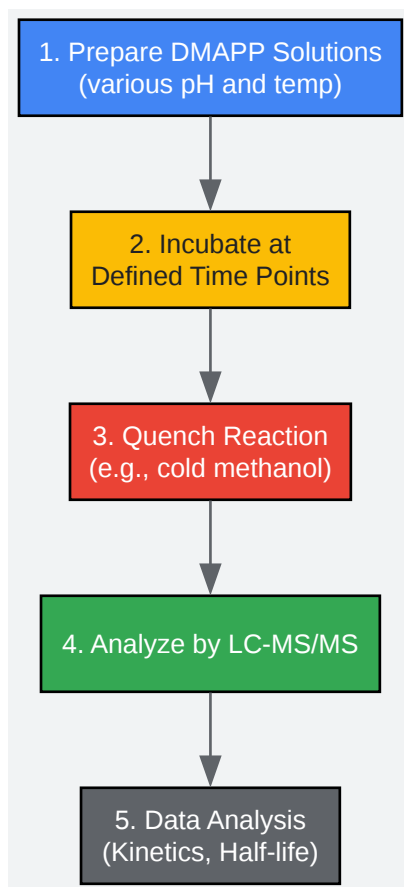 1. Prepare DMAPP Solutions
(various pH and temp)
2. Incubate at
Defined Time Points
3. Quench Reaction
(e.g., cold methanol)
4. Analyze by LC-MS/MS
5. Data Analysis
(Kinetics, Half-life)